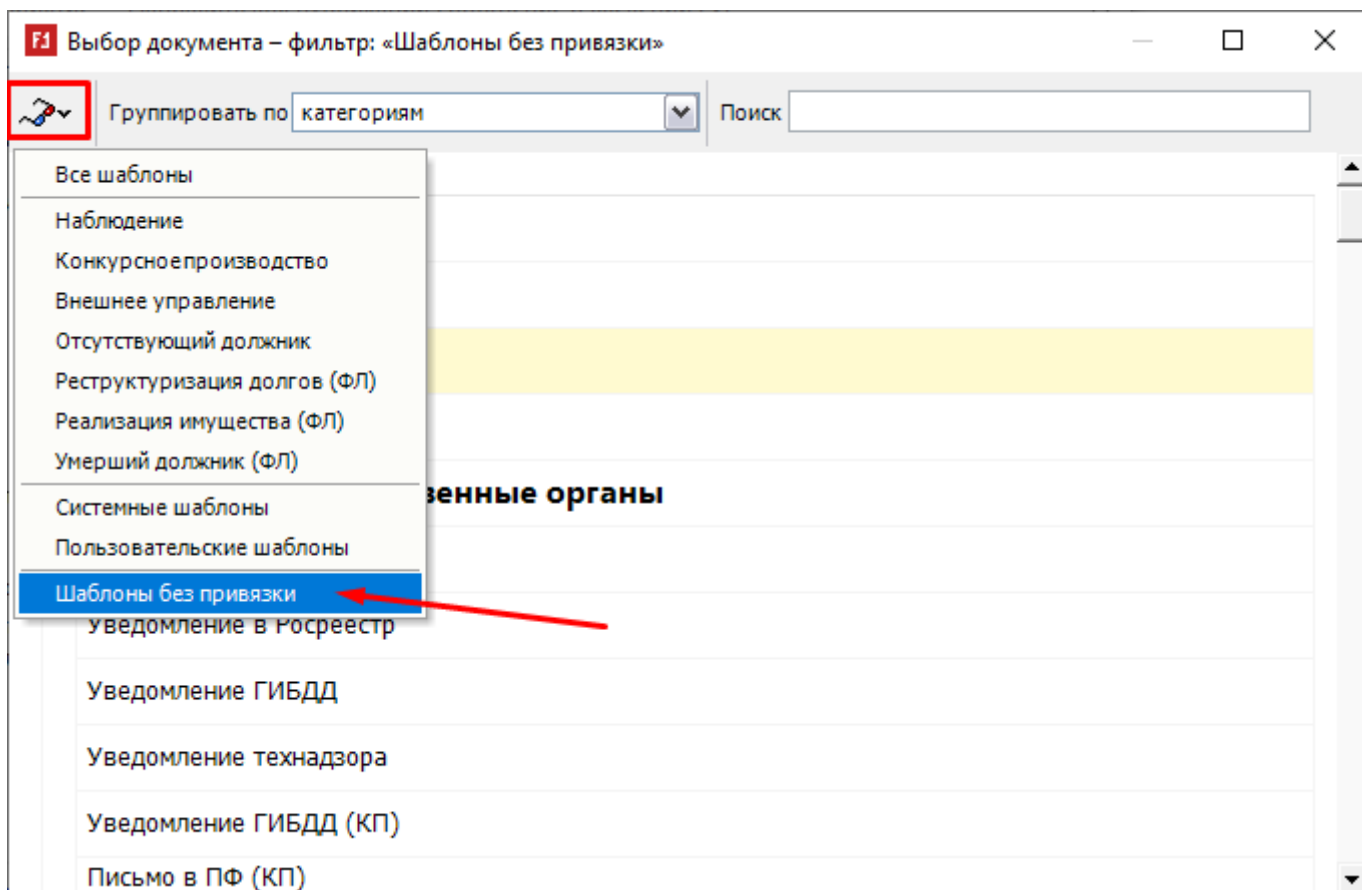 F1 Выбор документа – фильтр: «Шаблоны без привязки»
Группировать по категориям Поиск
Все шаблоны
Наблюдение
Конкурсноепроизводство
Внешнее управление
Отсутствующий должник
Реструктуризация долгов (ФЛ)
Реализация имущества (ФЛ)
Умерший должник (ФЛ)
венные органы
Системные шаблоны
Пользовательские шаблоны
Шаблоны без привязки
Уведомление в Росреестр
Уведомление ГИБДД
Уведомление технадзора
Уведомление ГИБДД (КП)
Письмо в ПФ (КП)